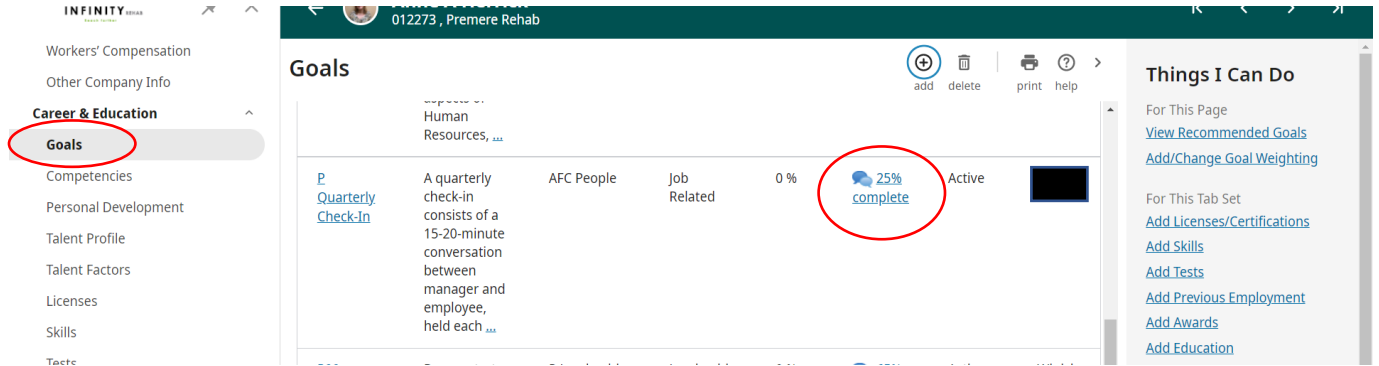 INFINITY REHAB
012273 , Premere Rehab
Workers' Compensation
Other Company Info
Career & Education
Goals
Competencies
Personal Development
Talent Profile
Talent Factors
Licenses
Skills
Tests
Goals
add
delete
print
help
Human
Resources, ...
P
Quarterly
Check-In
A quarterly
check-in
consists of a
15-20-minute
conversation
between
manager and
employee,
held each ...
AFC People
Job
Related
0 %
25%
complete
Active
Things I Can Do
For This Page
View Recommended Goals
Add/Change Goal Weighting
For This Tab Set
Add Licenses/Certifications
Add Skills
Add Tests
Add Previous Employment
Add Awards
Add Education